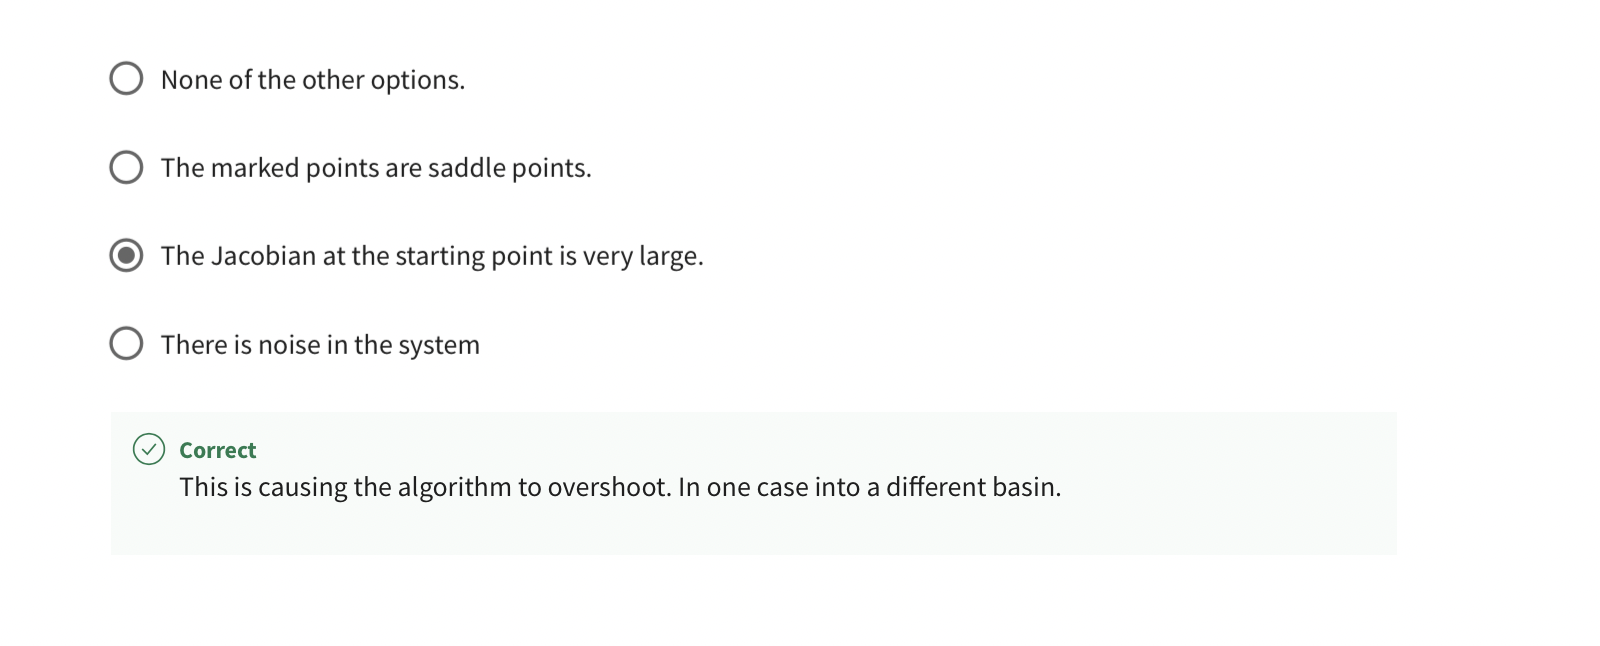 None of the other options.
The marked points are saddle points.
The Jacobian at the starting point is very large.
There is noise in the system
Correct
This is causing the algorithm to overshoot. In one case into a different basin.